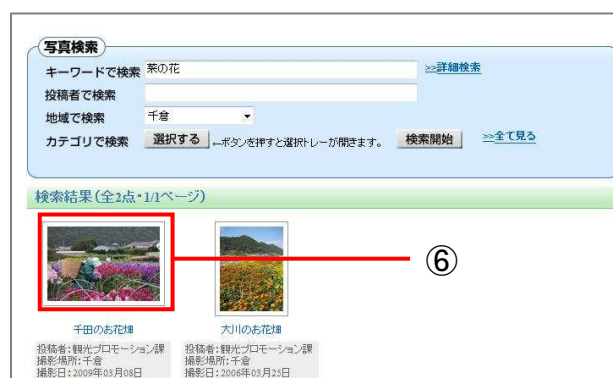 写真検索
キーワードで検索 菜の花 >>詳細検索
投稿者で検索
地域で検索 千倉
カテゴリで検索 選択する ←ボタンを押すと選択トレーが開きます。 検索開始 >>全て見る
検索結果(全2点・1/1ページ)
⑥
千田のお花畑 大川のお花畑
投稿者:観光プロモーション課 投稿者:観光プロモーション課
撮影場所:千倉 撮影場所:千倉
撮影日:2009年03月08日 撮影日:2006年03月25日